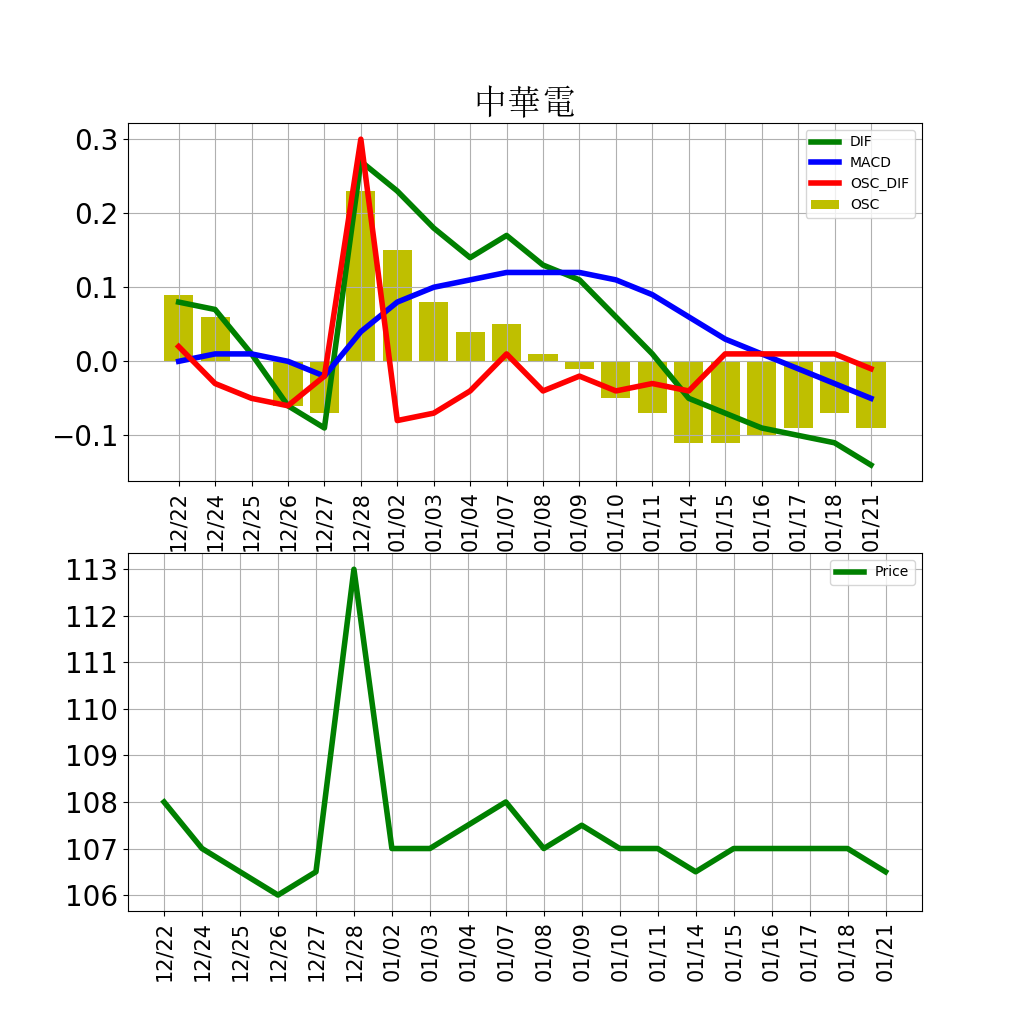 中華電
0.3
0.2
0.1
0.0
−0.1
DIF
MACD
OSC_DIF
OSC
12/22 12/24 12/25 12/26 12/27 12/28 01/02 01/03 01/04 01/07 01/08 01/09 01/10 01/11 01/14 01/15 01/16 01/17 01/18 01/21
113
112
111
110
109
108
107
106
Price
12/22 12/24 12/25 12/26 12/27 12/28 01/02 01/03 01/04 01/07 01/08 01/09 01/10 01/11 01/14 01/15 01/16 01/17 01/18 01/21